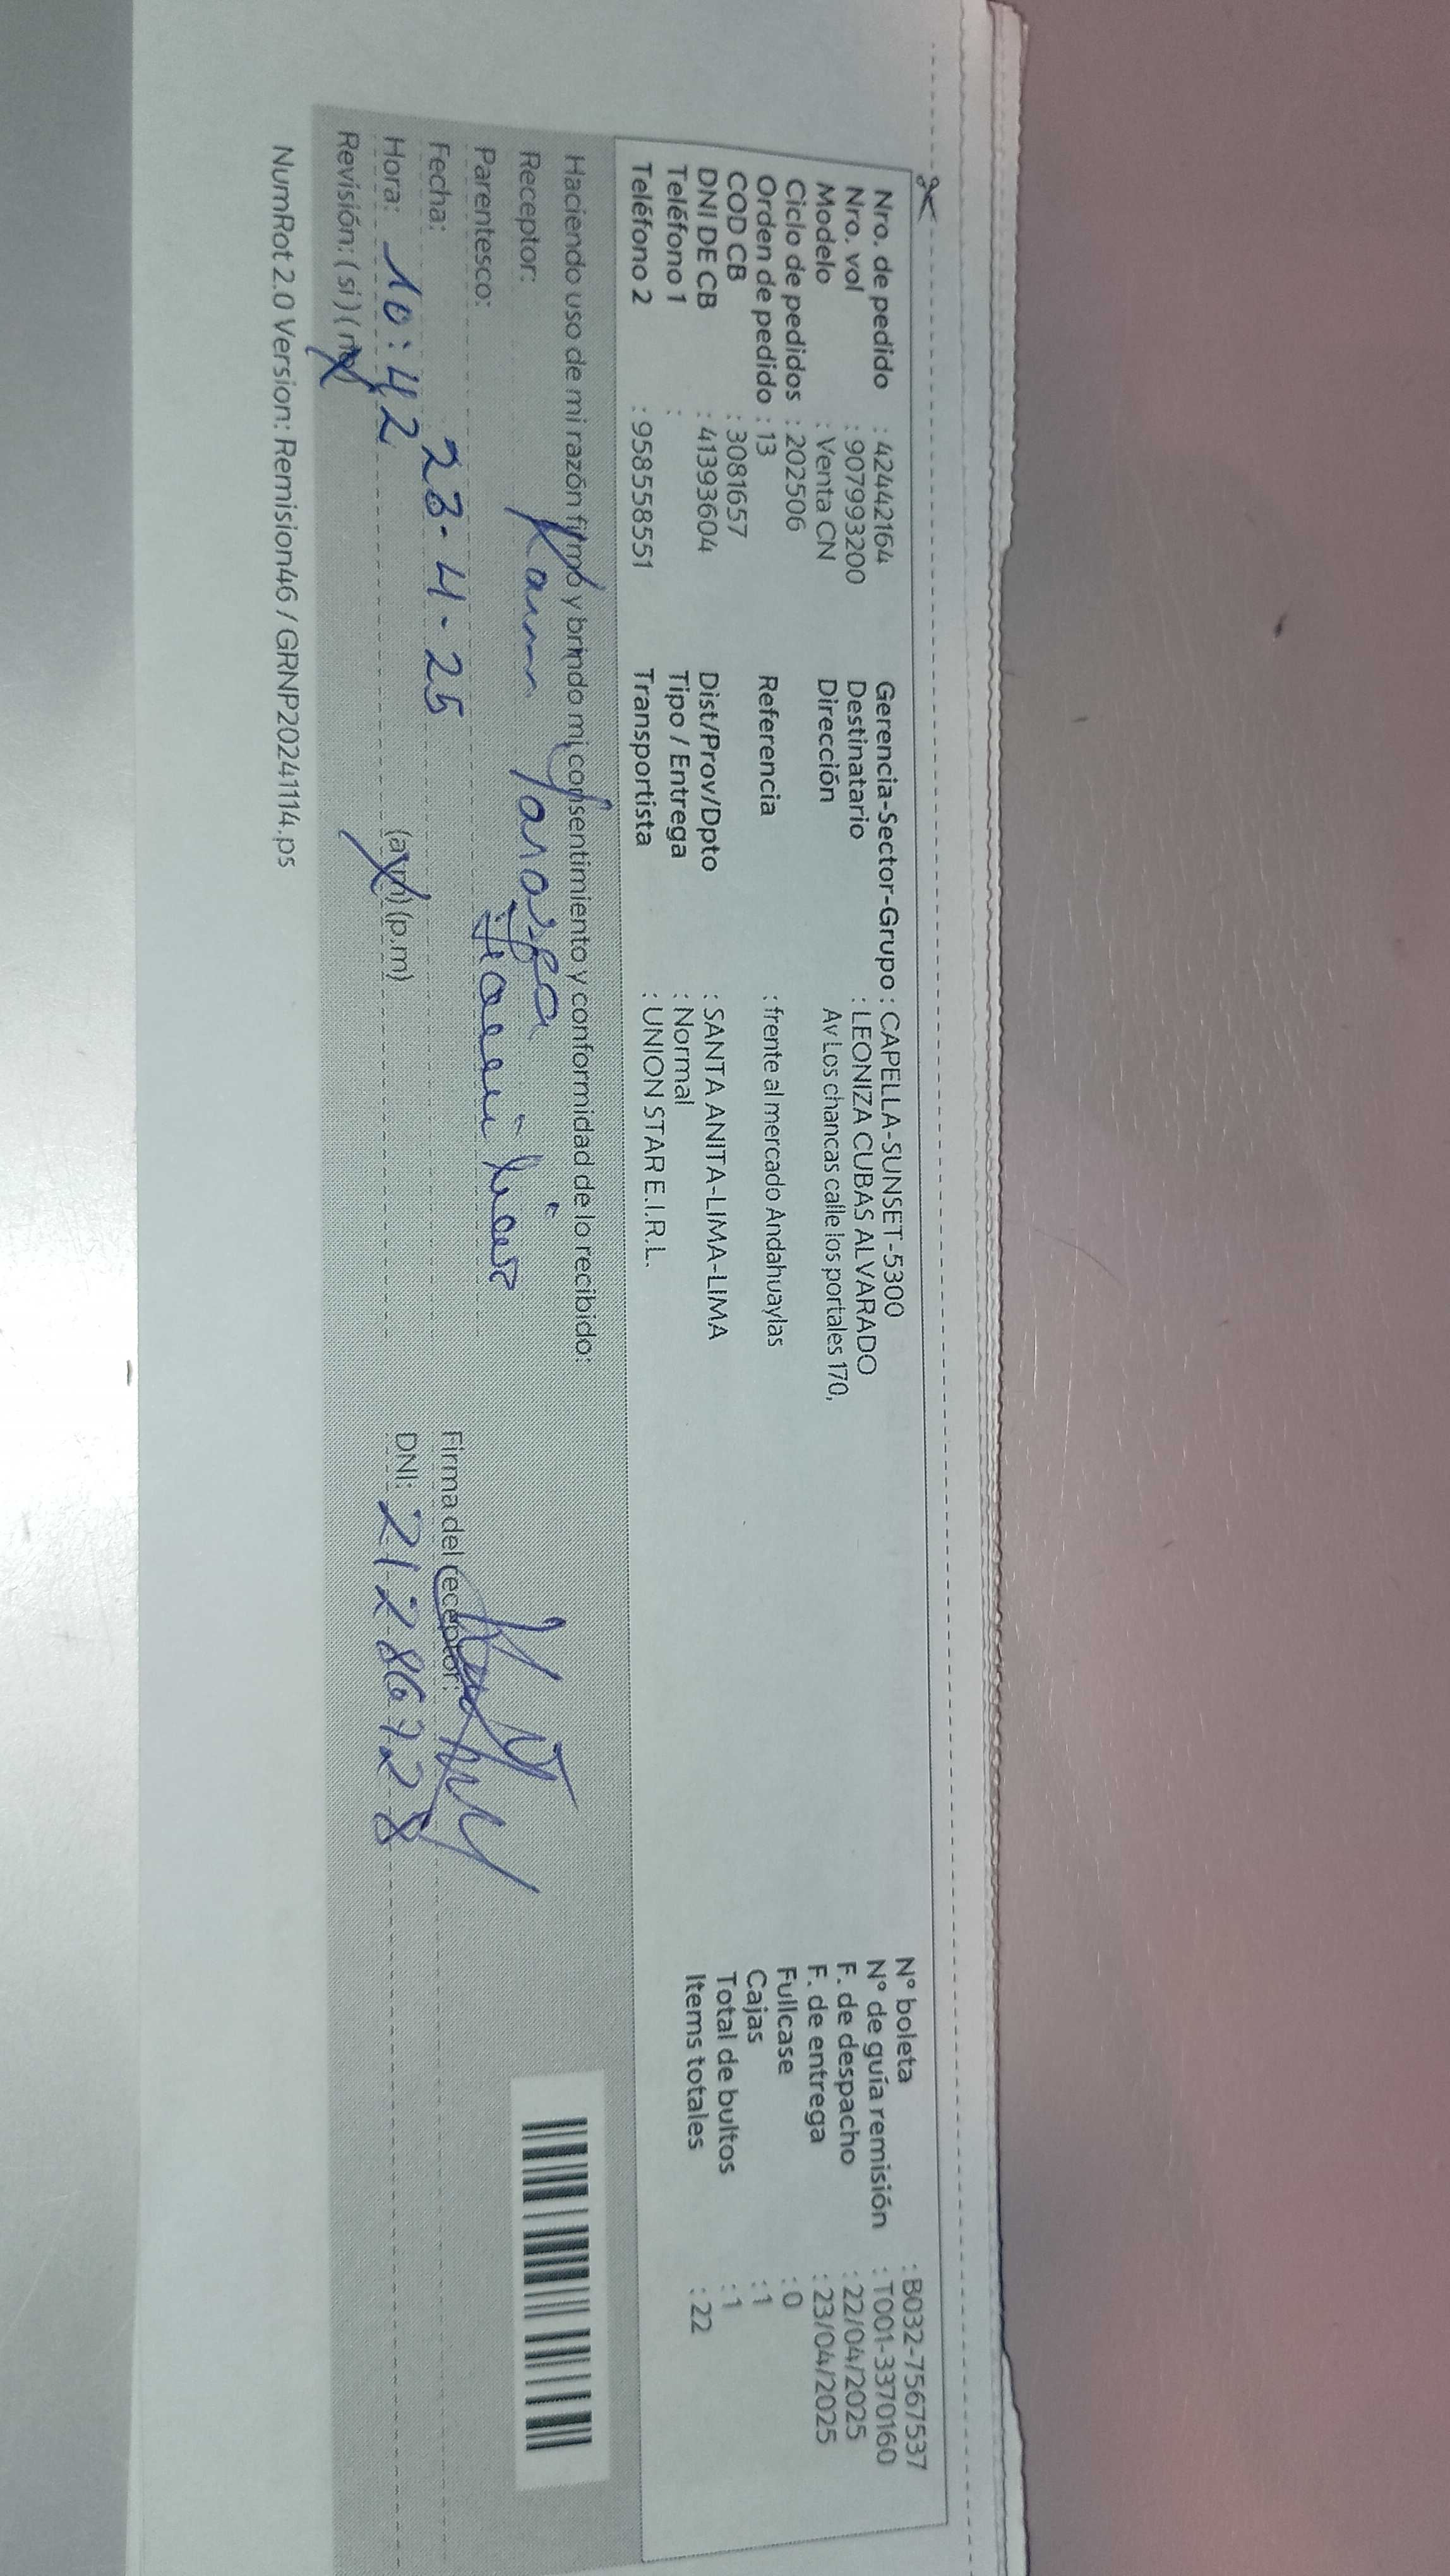 Nro. de pedido : 42442164
Nro. vol : 907993200
Modelo : Venta CN
Ciclo de pedidos : 202506
Orden de pedido : 13
COD CB : 3081657
DNI DE CB : 41393604
Teléfono 1 :
Teléfono 2 : 958558551
Gerencia-Sector-Grupo : CAPELLA-SUNSET-5300
Destinatario : LEONIZA CUBAS ALVARADO
Dirección Av Los chancas calle los portales 170,
Referencia : frente al mercado Andahuaylas
Dist/Prov/Dpto : SANTA ANITA-LIMA-LIMA
Tipo / Entrega : Normal
Transportista : UNION STAR E.I.R.L.
Nº boleta : B032-7567537
Nº de guía remisión : T001-3370160
F. de despacho : 22/04/2025
F. de entrega : 23/04/2025
Fullcase : 0
Cajas : 1
Total de bultos : 1
Items totales : 22
Haciendo uso de mi razón firmo y brindo mi consentimiento y conformidad de lo recibido:
Receptor:
Parentesco:
Fecha: 23-4-25
Firma del receptor:
Hora: 10:42 (a.m) (p.m)
DNI: 21286728
Revisión: (si) (no)
NumRot 2.0 Version: Remision46 / GRNP20241114.ps